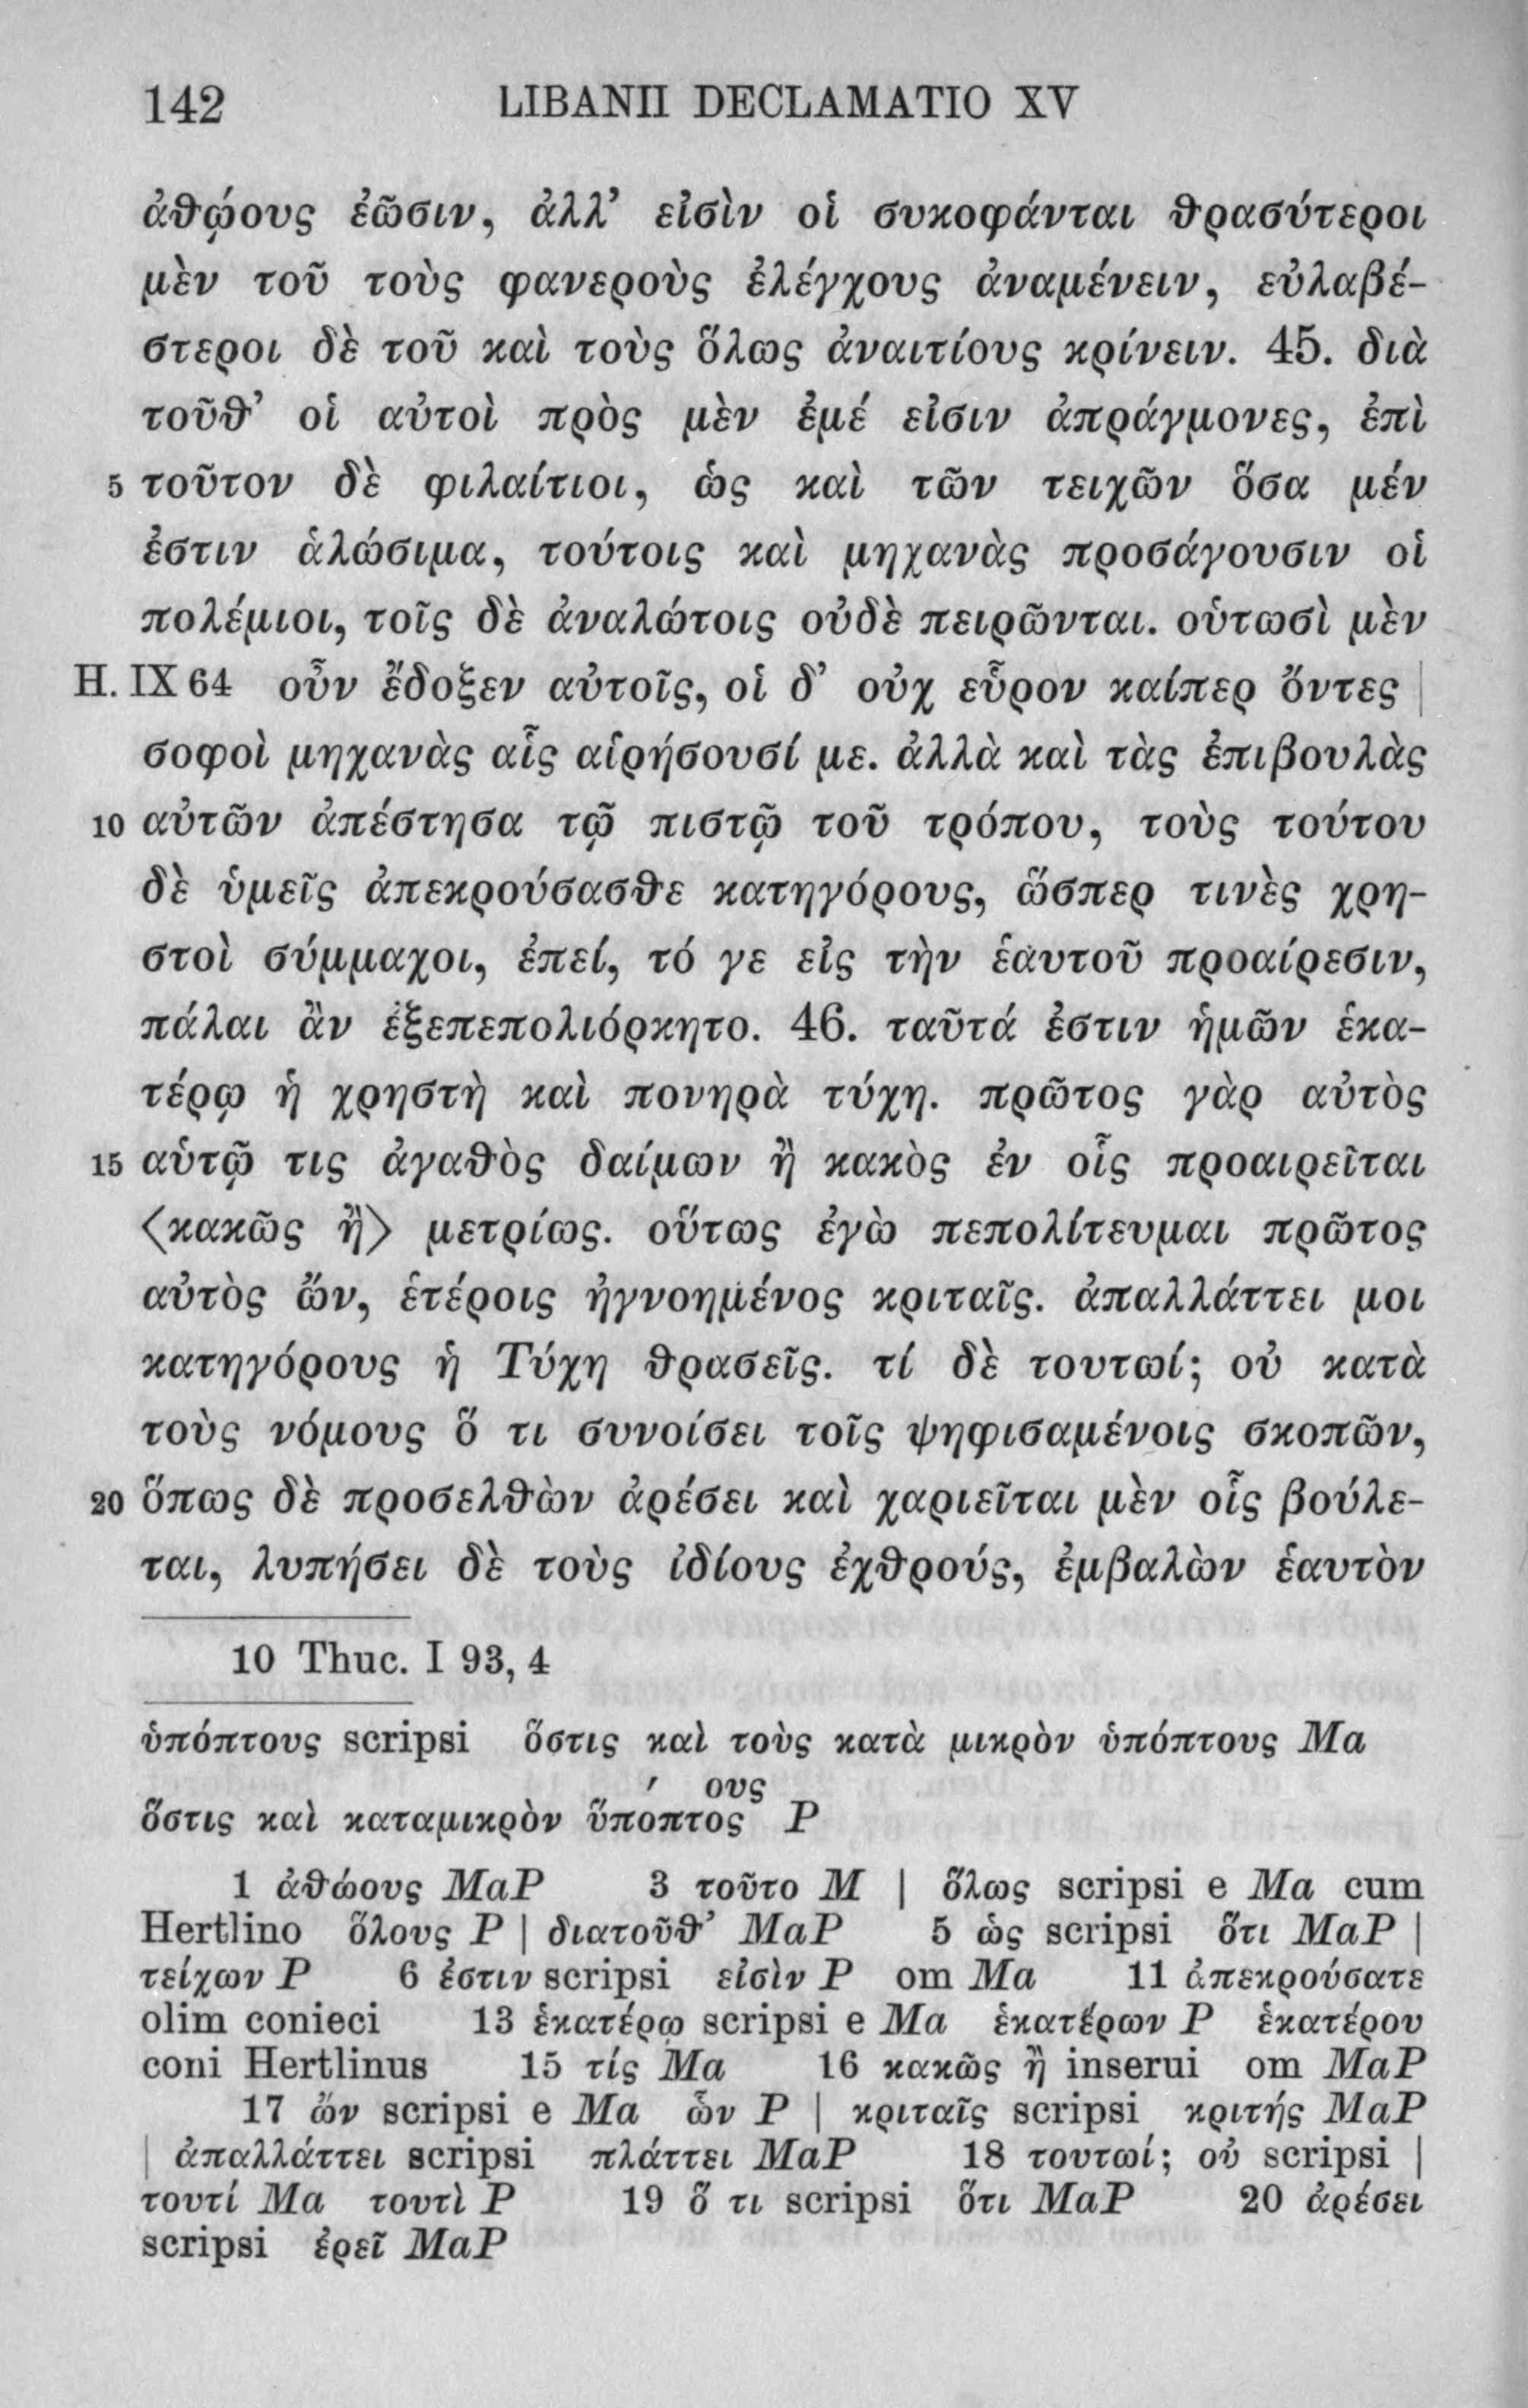 142 LIBANII DECLAMATIO XV
ἀθῴους ἐῶσιν, ἀλλ’ εἰσὶν οἱ συκοφάνται θρασύτεροι
μὲν τοῦ τοὺς φανεροὺς ἐλέγχους ἀναμένειν, εὐλαβέ-
στεροι δὲ τοῦ καὶ τοὺς ὅλως ἀναιτίους κρίνειν. 45. διὰ
τοῦθ’ οἱ αὐτοὶ πρὸς μὲν ἐμέ εἰσιν ἀπράγμονες, ἐπὶ
5 τοῦτον δὲ φιλαίτιοι, ὡς καὶ τῶν τειχῶν ὅσα μέν
ἐστιν ἁλώσιμα, τούτοις καὶ μηχανὰς προσάγουσιν οἱ
πολέμιοι, τοῖς δὲ ἀναλώτοις οὐδὲ πειρῶνται. οὑτωσὶ μὲν
H. IX 64 οὖν ἔδοξεν αὐτοῖς, οἱ δ’ οὐχ εὗρον καίπερ ὄντες |
σοφοὶ μηχανὰς αἷς αἱρήσουσί με. ἀλλὰ καὶ τὰς ἐπιβουλὰς
10 αὐτῶν ἀπέστησα τῷ πιστῷ τοῦ τρόπου, τοὺς τούτου
δὲ ὑμεῖς ἀπεκρούσασθε κατηγόρους, ὥσπερ τινὲς χρη-
στοὶ σύμμαχοι, ἐπεί, τό γε εἰς τὴν ἑαυτοῦ προαίρεσιν,
πάλαι ἂν ἐξεπεπολιόρκητο. 46. ταῦτά ἐστιν ἡμῶν ἑκα-
τέρῳ ἡ χρηστὴ καὶ πονηρὰ τύχη. πρῶτος γὰρ αὐτὸς
15 αὑτῷ τις ἀγαθὸς δαίμων ἢ κακὸς ἐν οἷς προαιρεῖται
⟨κακῶς ἢ⟩ μετρίως. οὕτως ἐγὼ πεπολίτευμαι πρῶτος
αὐτὸς ὤν, ἑτέροις ἠγνοημένος κριταῖς. ἀπαλλάττει μοι
κατηγόρους ἡ Τύχη θρασεῖς. τί δὲ τουτωί; οὐ κατὰ
τοὺς νόμους ὅ τι συνοίσει τοῖς ψηφισαμένοις σκοπῶν,
20 ὅπως δὲ προσελθὼν ἀρέσει καὶ χαριεῖται μὲν οἷς βούλε-
ται, λυπήσει δὲ τοὺς ἰδίους ἐχθρούς, ἐμβαλὼν ἑαυτὸν
10 Thuc. I 93, 4
ὑπόπτους scripsi ὅστις καὶ τοὺς κατὰ μικρὸν ὑπόπτους Ma
΄ ους
ὅστις καὶ καταμικρὸν ὕποπτος P
1 ἀθώους MaP 3 τοῦτο M | ὅλως scripsi e Ma cum
Hertlino ὅλους P | διατοῦθ’ MaP 5 ὡς scripsi ὅτι MaP |
τείχων P 6 ἐστιν scripsi εἰσὶν P om Ma 11 ἀπεκρούσατε
olim conieci 13 ἑκατέρῳ scripsi e Ma ἑκατέρων P ἑκατέρου
coni Hertlinus 15 τίς Ma 16 κακῶς ἢ inserui om MaP
17 ὤν scripsi e Ma ὧν P | κριταῖς scripsi κριτής MaP
| ἀπαλλάττει scripsi πλάττει MaP 18 τουτωί; οὐ scripsi |
τουτί Ma τουτὶ P 19 ὅ τι scripsi ὅτι MaP 20 ἀρέσει
scripsi ἐρεῖ MaP